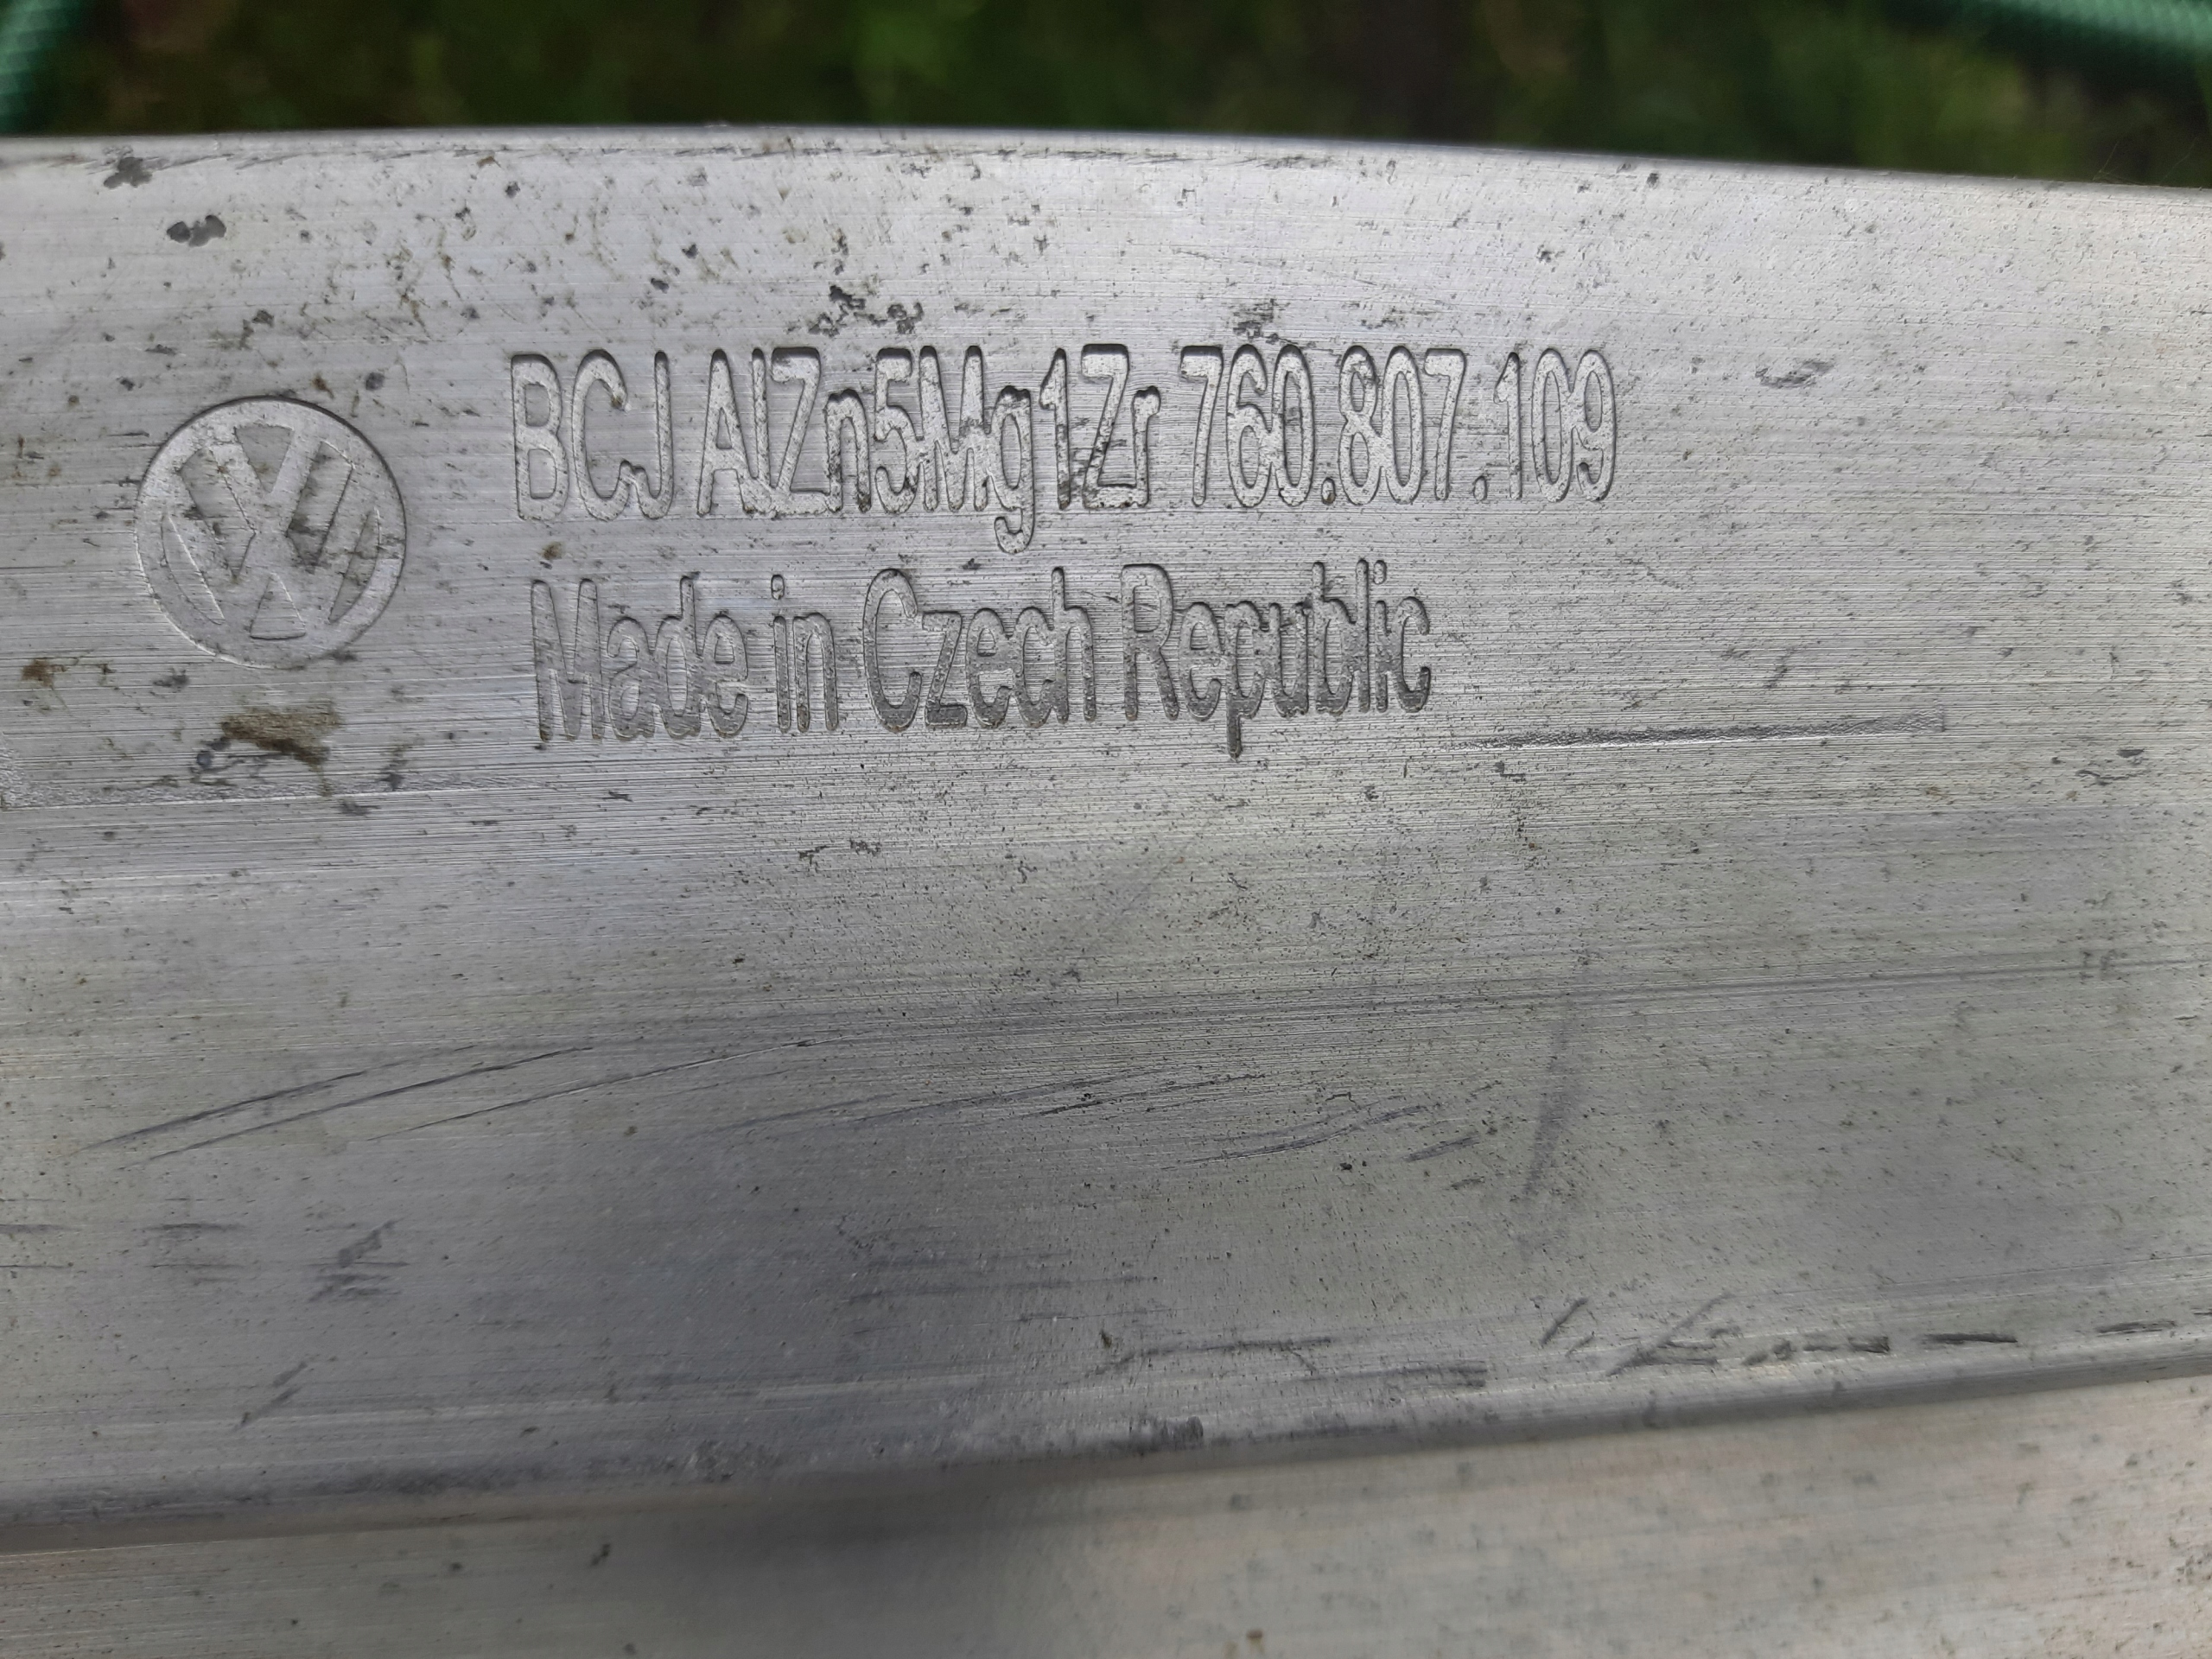 BCJ AlZn5Mg1Zr 760.807.109
Made in Czech Republic